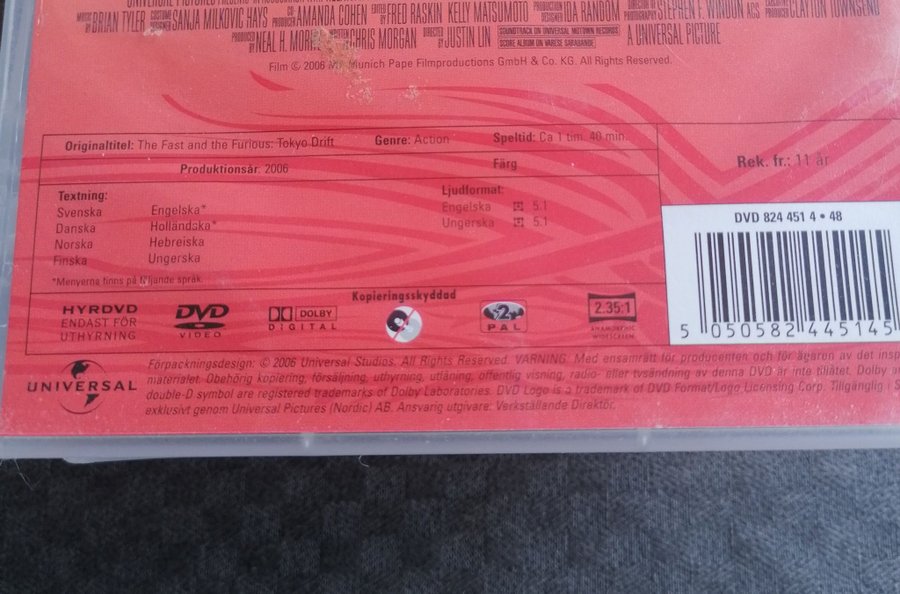 MUSIC BY BRIAN TYLER COSTUME DESIGNER SANJA MILKOVIC HAYS CO PRODUCER AMANDA COHEN EDITED BY FRED RASKIN KELLY MATSUMOTO PRODUCTION DESIGNER IDA RANDOM DIRECTOR OF PHOTOGRAPHY STEPHEN F. WINDON ACS EXECUTIVE PRODUCER CLAYTON TOWNSEND
PRODUCED BY NEAL H. WRITTEN CHRIS MORGAN DIRECTED BY JUSTIN LIN SOUNDTRACK ON UNIVERSAL MOTOWN RECORDS A UNIVERSAL PICTURE
SCORE ALBUM ON VARESE SARABANDE
Film © 2006 Munich Pape Filmproductions GmbH & Co. KG. All Rights Reserved.
Originaltitel: The Fast and the Furious: Tokyo Drift Genre: Action Speltid: Ca 1 tim. 40 min.
Produktionsår: 2006 Färg
Rek. fr.: 11 år
Textning:
Svenska Engelska*
Danska Holländska*
Norska Hebreiska
Finska Ungerska
*Menyerna finns på följande språk.
Ljudformat:
Engelska 5.1
Ungerska 5.1
DVD 824 451 4 • 48
5 050582 445145
HYRDVD
ENDAST FÖR
UTHYRNING
DVD
VIDEO
DOLBY
DIGITAL
Kopieringsskyddad
2
PAL
2.35:1
ANAMORPHIC
WIDESCREEN
UNIVERSAL
Förpackningsdesign: © 2006 Universal Studios. All Rights Reserved. VARNING. Med ensamrätt för producenten och för ägaren av det
materialet. Obehörig kopiering, försäljning, uthyrning, utlåning, offentlig visning, radio- eller tvsändning av denna DVD är inte tillåtet. Dolby
double-D symbol are registered trademarks of Dolby Laboratories. DVD Logo is a trademark of DVD Format/Logo Licensing Corp. Tillgänglig i
exklusivt genom Universal Pictures (Nordic) AB. Ansvarig utgivare: Verkställande Direktör.